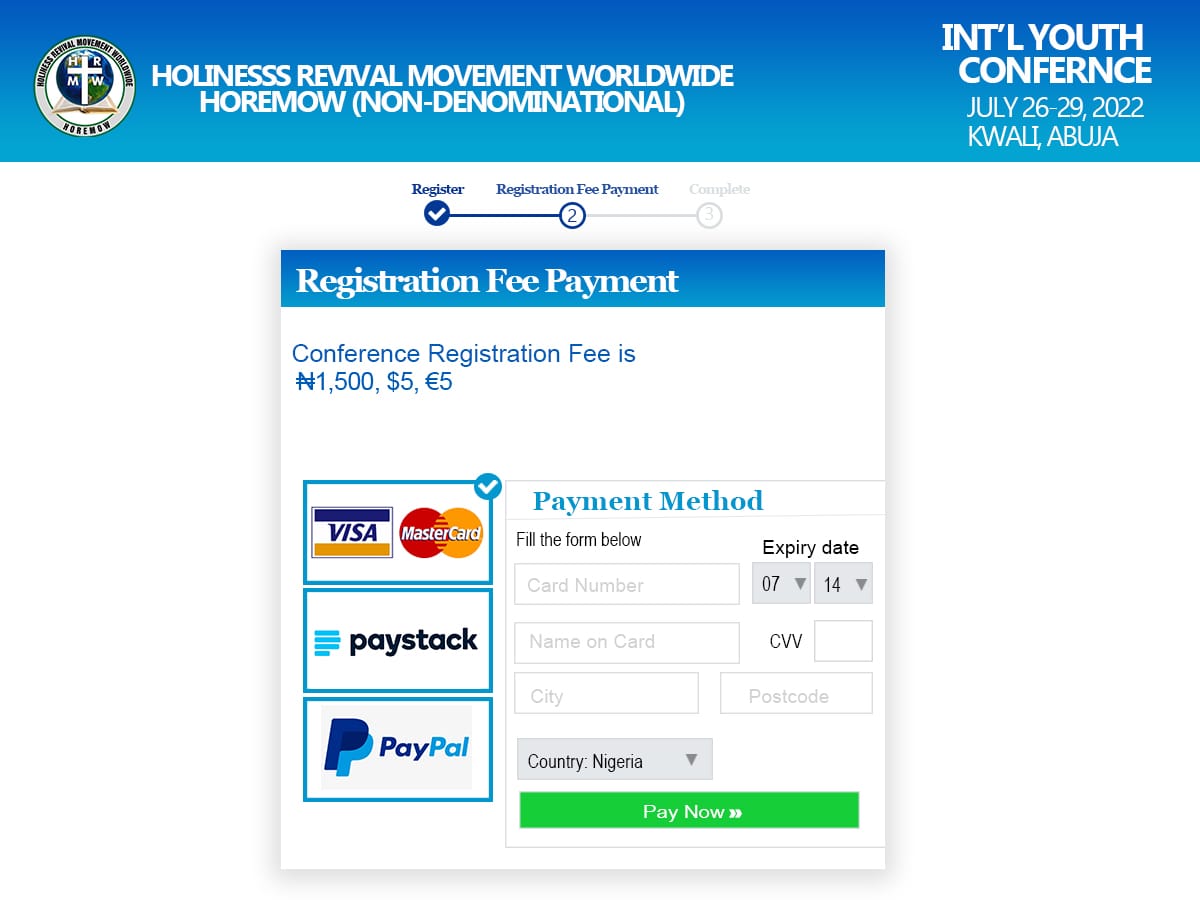 HOLINESS REVIVAL MOVEMENT WORLDWIDE
H R
M W
HOREMOW
HOLINESSS REVIVAL MOVEMENT WORLDWIDE
HOREMOW (NON-DENOMINATIONAL)
INT'L YOUTH
CONFERNCE
JULY 26-29, 2022
KWALI, ABUJA
Register Registration Fee Payment Complete
2 3
Registration Fee Payment
Conference Registration Fee is
₦1,500, $5, €5
VISA MasterCard
paystack
PayPal
Payment Method
Fill the form below
Expiry date
Card Number 07 14
Name on Card CVV
City Postcode
Country: Nigeria
Pay Now »